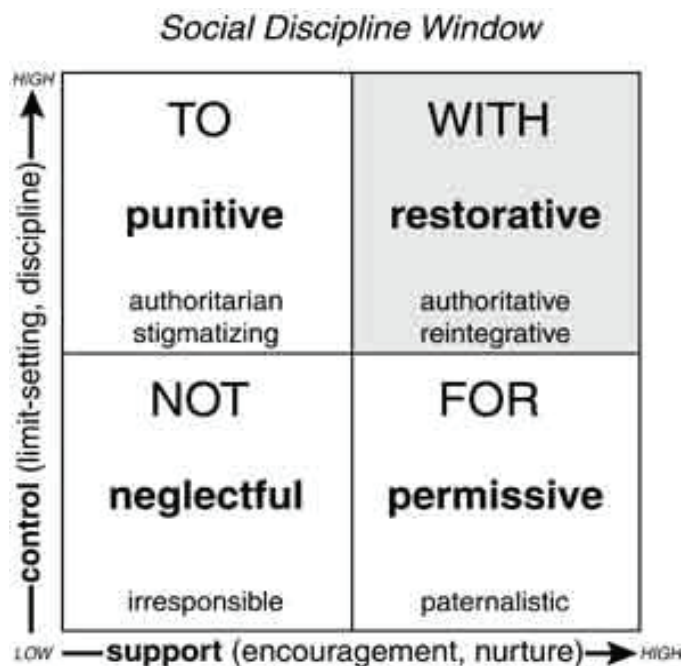 Social Discipline Window
HIGH
TO
punitive
authoritarian
stigmatizing
WITH
restorative
authoritative
reintegrative
NOT
neglectful
irresponsible
FOR
permissive
paternalistic
control (limit-setting, discipline)
LOW
support (encouragement, nurture)
HIGH